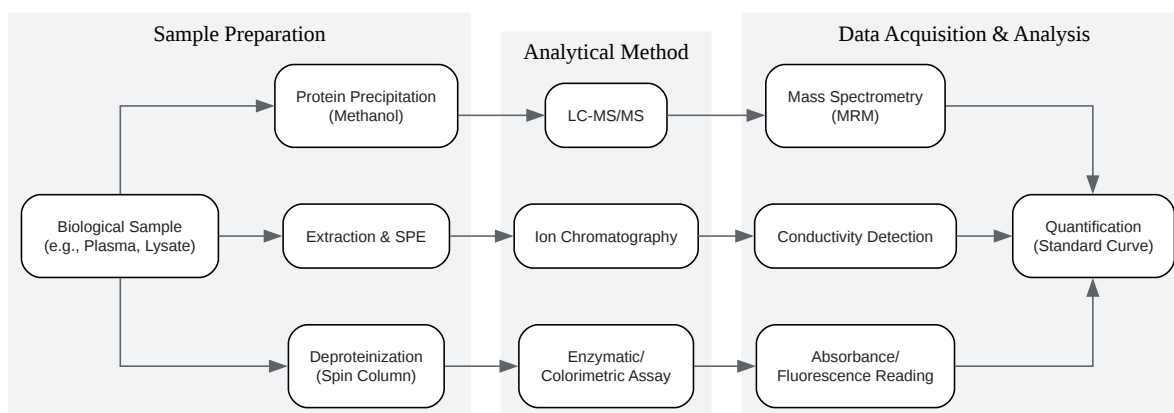 Sample Preparation
Analytical Method
Data Acquisition & Analysis
Protein Precipitation
(Methanol)
LC-MS/MS
Mass Spectrometry
(MRM)
Biological Sample
(e.g., Plasma, Lysate)
Extraction & SPE
Ion Chromatography
Conductivity Detection
Quantification
(Standard Curve)
Deproteinization
(Spin Column)
Enzymatic/
Colorimetric Assay
Absorbance/
Fluorescence Reading